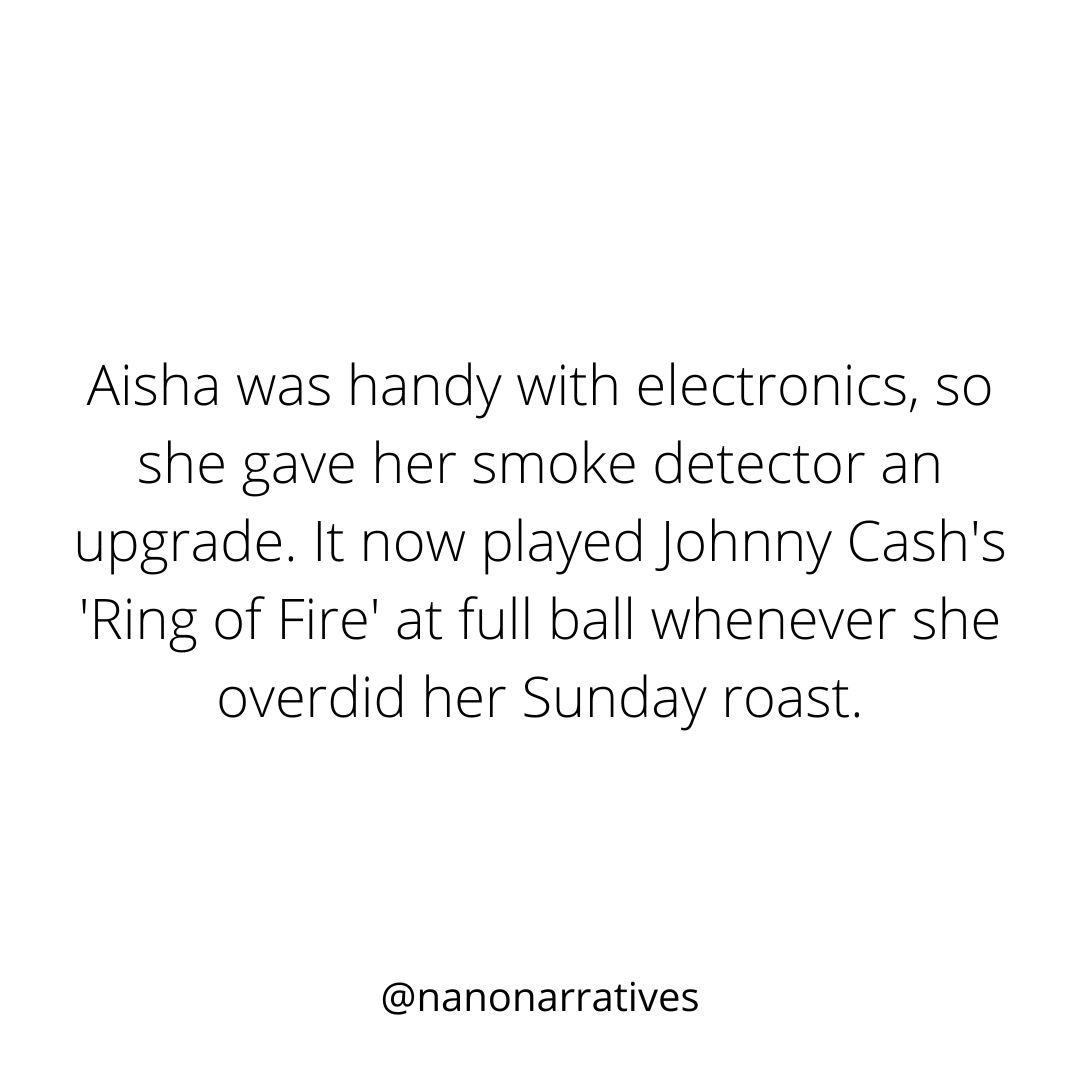 Aisha was handy with electronics, so
she gave her smoke detector an
upgrade. It now played Johnny Cash's
'Ring of Fire' at full ball whenever she
overdid her Sunday roast.
@nanonarratives